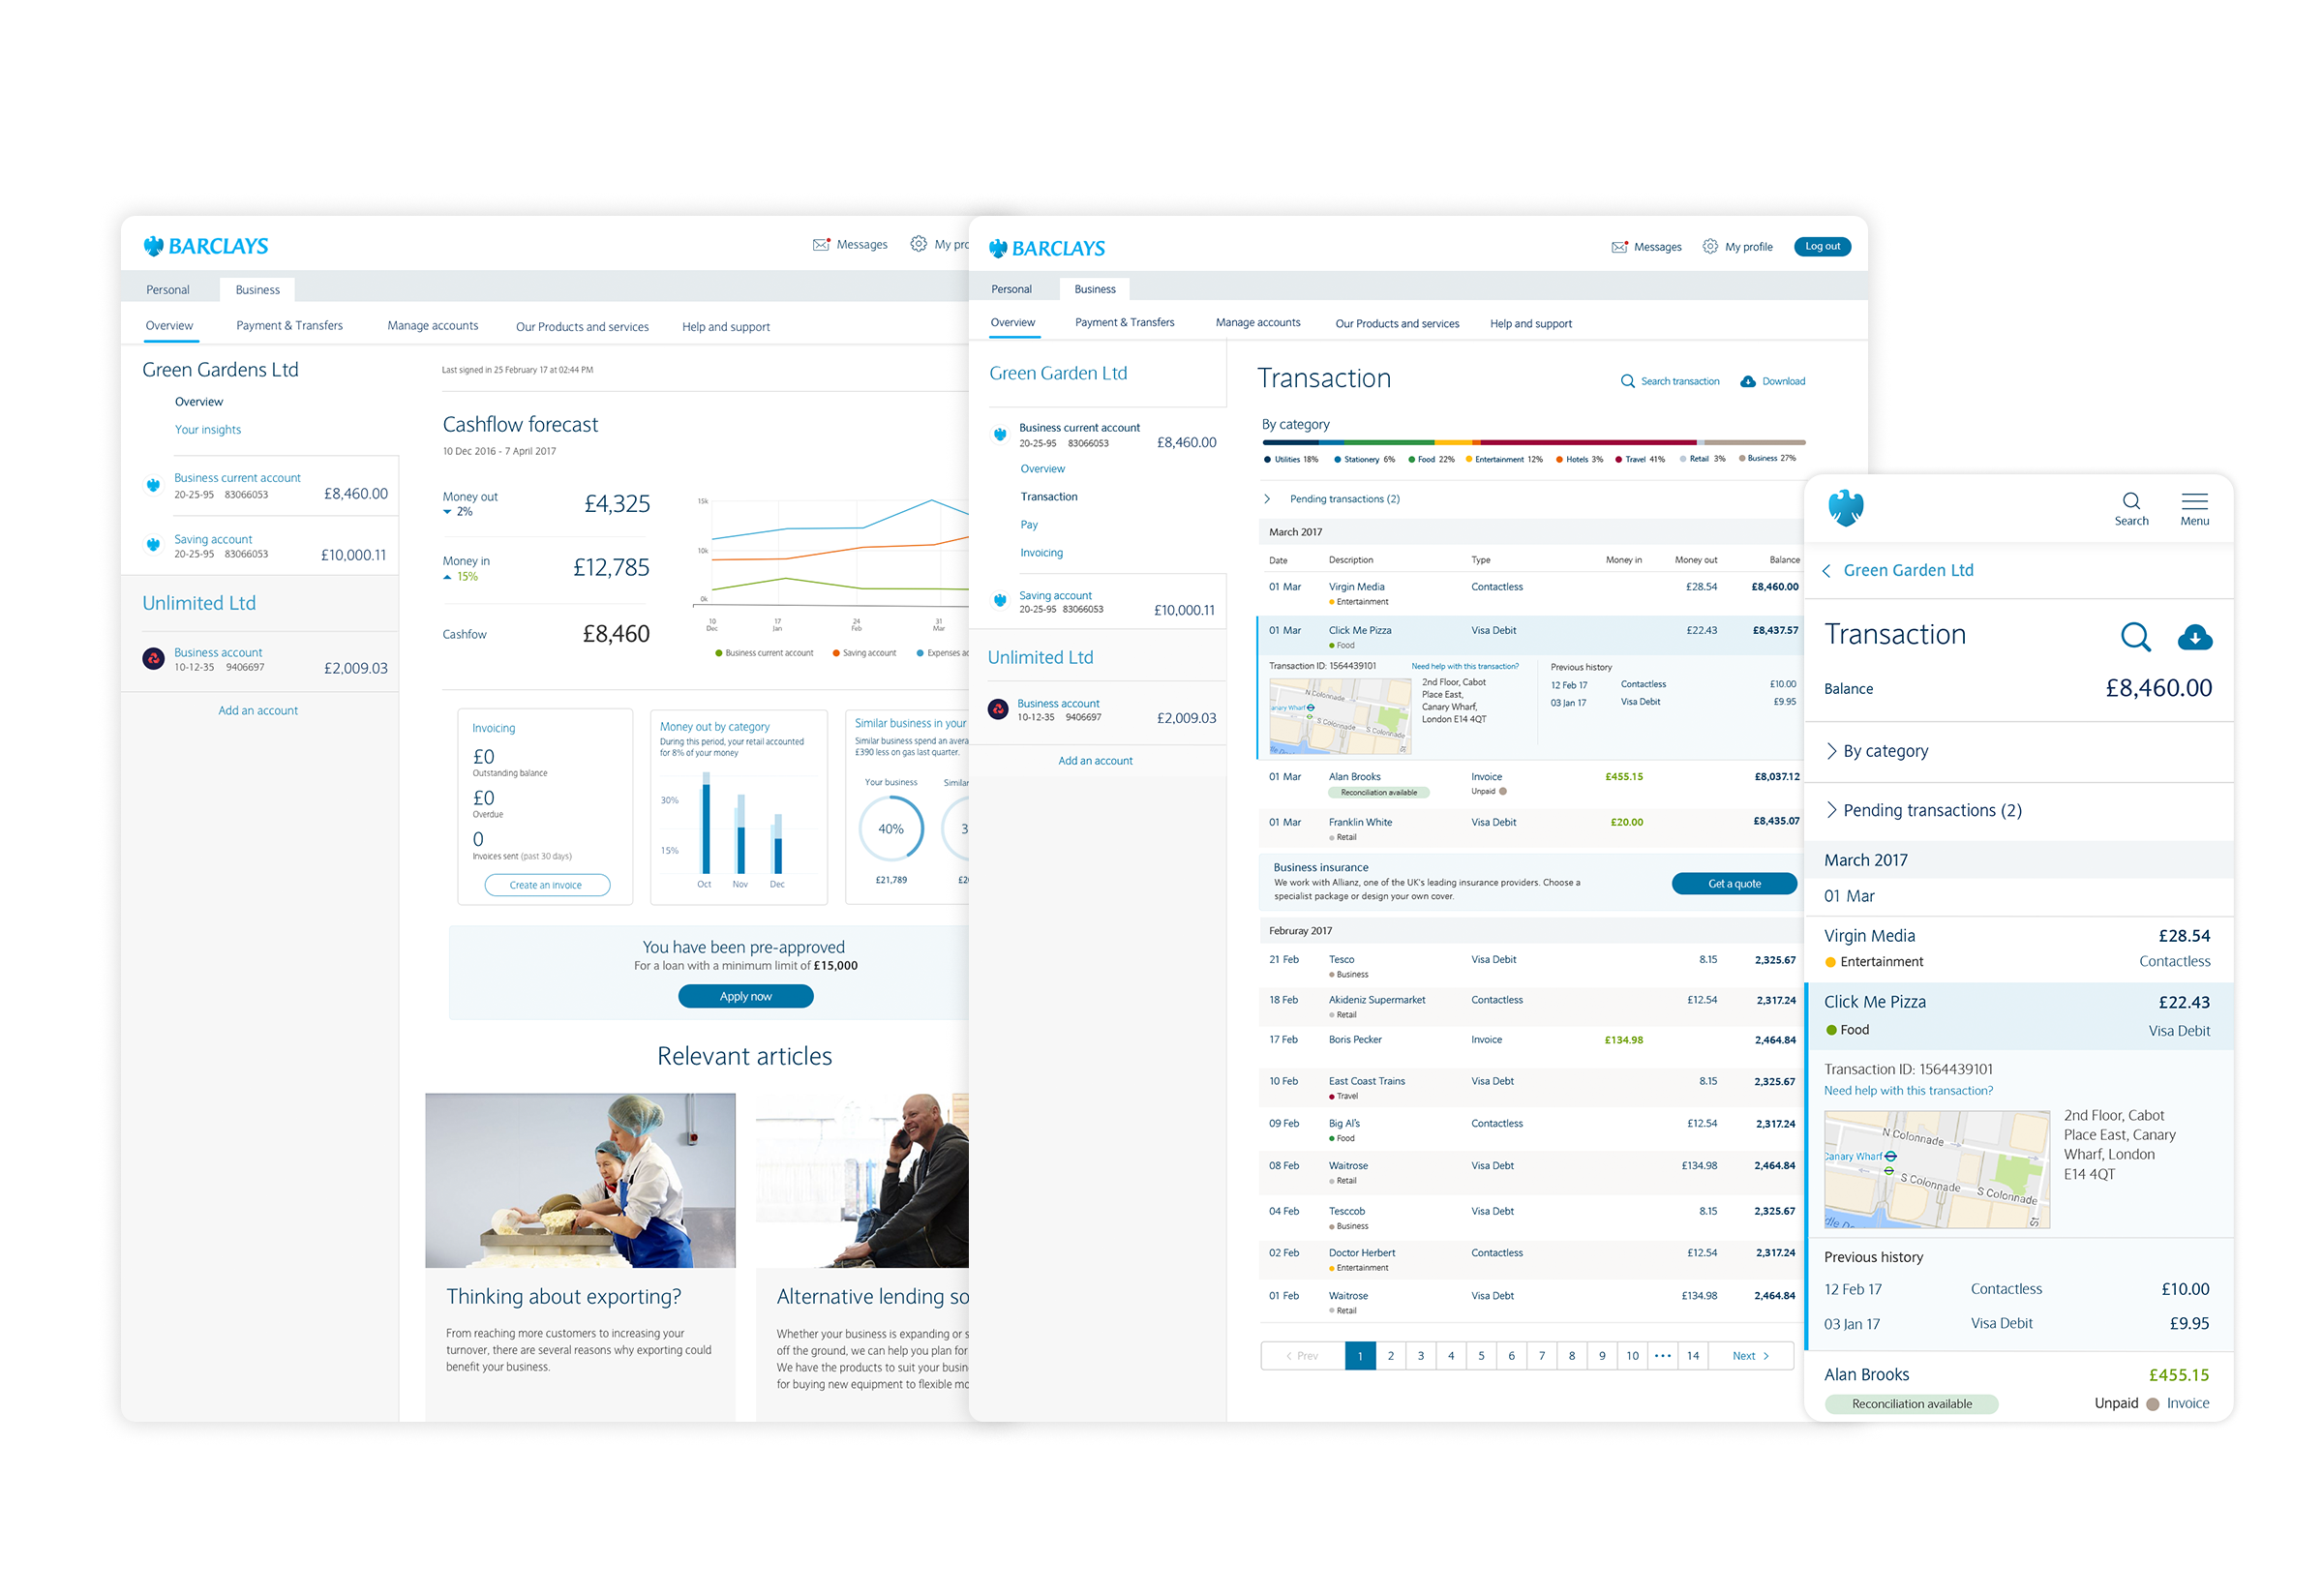 BARCLAYS
Messages
My pro
Personal
Business
Overview
Payment & Transfers
Manage accounts
Our Products and services
Help and support
Green Gardens Ltd
Overview
Your insights
Business current account
20-25-95 83066053 £8,460.00
Saving account
20-25-95 83066053 £10,000.11
Unlimited Ltd
Business account
10-12-35 9406697 £2,009.03
Add an account
Last signed in 25 February 17 at 02:44 PM
Cashflow forecast
10 Dec 2016 - 7 April 2017
Money out
2%
£4,325
Money in
15%
£12,785
Cashfow
£8,460
15k
10k
0k
10 Dec
17 Jan
24 Feb
31 Mar
Business current account
Saving account
Expenses ac
Invoicing
£0
Outstanding balance
£0
Overdue
0
Invoices sent (past 30 days)
Create an invoice
Money out by category
During this period, your retail accounted
for 8% of your money
30%
15%
Oct Nov Dec
Similar business in your
Similar business spend an avera
£390 less on gas last quarter.
Your business
Similar
40%
3
£21,789
£20
You have been pre-approved
For a loan with a minimum limit of £15,000
Apply now
Relevant articles
Thinking about exporting?
From reaching more customers to increasing your
turnover, there are several reasons why exporting could
benefit your business.
Alternative lending so
Whether your business is expanding or s
off the ground, we can help you plan for
We have the products to suit your busin
for buying new equipment to flexible mo
BARCLAYS
Messages
My profile
Log out
Personal
Business
Overview
Payment & Transfers
Manage accounts
Our Products and services
Help and support
Green Garden Ltd
Business current account
20-25-95 83066053 £8,460.00
Overview
Transaction
Pay
Invoicing
Saving account
20-25-95 83066053 £10,000.11
Unlimited Ltd
Business account
10-12-35 9406697 £2,009.03
Add an account
Transaction
Search transaction
Download
By category
Utilities 18% Stationery 6% Food 22% Entertainment 12% Hotels 3% Travel 41% Retail 3% Business 27%
Pending transactions (2)
March 2017
Date Description Type Money in Money out Balance
01 Mar Virgin Media Contactless £28.54 £8,460.00
Entertainment
01 Mar Click Me Pizza Visa Debit £22.43 £8,437.57
Food
Transaction ID: 1564439101
Need help with this transaction?
N Colonnade
anary Wharf
S Colonnade
S Colonnade
2nd Floor, Cabot
Place East,
Canary Wharf,
London E14 4QT
Previous history
12 Feb 17 Contactless £10.00
03 Jan 17 Visa Debit £9.95
01 Mar Alan Brooks Invoice £455.15 £8,037.12
Reconciliation available Unpaid
01 Mar Franklin White Visa Debit £20.00 £8,435.07
Retail
Business insurance
We work with Allianz, one of the UK's leading insurance providers. Choose a
specialist package or design your own cover.
Get a quote
Februray 2017
21 Feb Tesco Visa Debit 8.15 2,325.67
Business
18 Feb Akideniz Supermarket Contactless £12.54 2,317.24
Retail
17 Feb Boris Pecker Invoice £134.98 2,464.84
10 Feb East Coast Trains Visa Debt 8.15 2,325.67
Travel
09 Feb Big Al's Contactless £12.54 2,317.24
Food
08 Feb Waitrose Visa Debt £134.98 2,464.84
Retail
04 Feb Tesccob Visa Debt 8.15 2,325.67
Business
02 Feb Doctor Herbert Contactless £12.54 2,317.24
Entertainment
01 Feb Waitrose Visa Debt £134.98 2,464.84
Retail
Prev 1 2 3 4 5 6 7 8 9 10 ••• 14 Next
Search
Menu
Green Garden Ltd
Transaction
Balance £8,460.00
By category
Pending transactions (2)
March 2017
01 Mar
Virgin Media £28.54
Entertainment Contactless
Click Me Pizza £22.43
Food Visa Debit
Transaction ID: 1564439101
Need help with this transaction?
N Colonnade
Canary Wharf
S Colonnade
S Colonnade
2nd Floor, Cabot
Place East, Canary
Wharf, London
E14 4QT
Previous history
12 Feb 17 Contactless £10.00
03 Jan 17 Visa Debit £9.95
Alan Brooks £455.15
Reconciliation available Unpaid Invoice